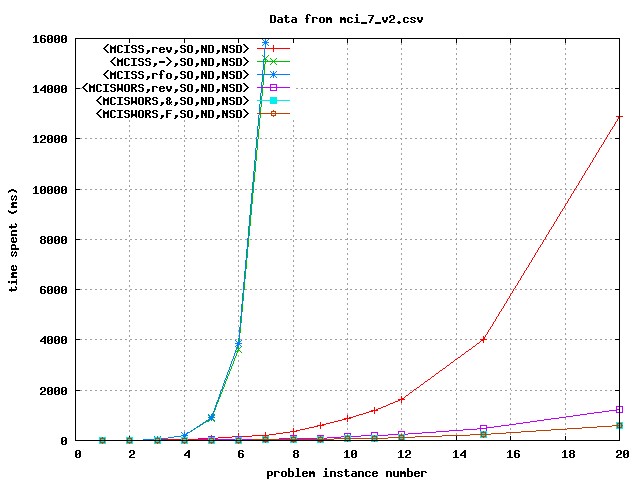 Data from mci_7_v2.csv
16000
14000
12000
10000
8000
6000
4000
2000
0
time spent (ms)
<MCISS,rev,SO,ND,NSD>
<MCISS,->,SO,ND,NSD>
<MCISS,rfo,SO,ND,NSD>
<MCISWORS,rev,SO,ND,NSD>
<MCISWORS,&,SO,ND,NSD>
<MCISWORS,F,SO,ND,NSD>
0 2 4 6 8 10 12 14 16 18 20
problem instance number